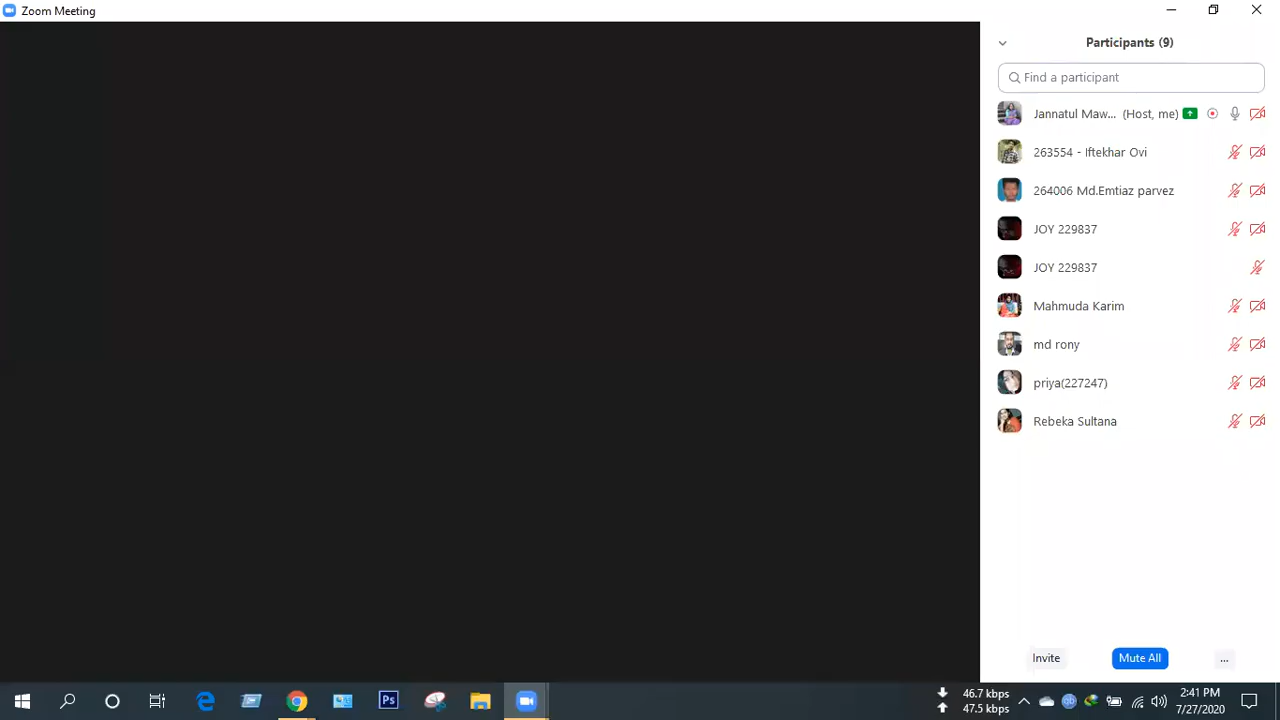 Zoom Meeting
Participants (9)
Find a participant
Jannatul Maw... (Host, me)
263554 - Iftekhar Ovi
264006 Md.Emtiaz parvez
JOY 229837
JOY 229837
Mahmuda Karim
md rony
priya(227247)
Rebeka Sultana
Invite
Mute All
...
Ps
46.7 kbps
47.5 kbps
2:41 PM
7/27/2020